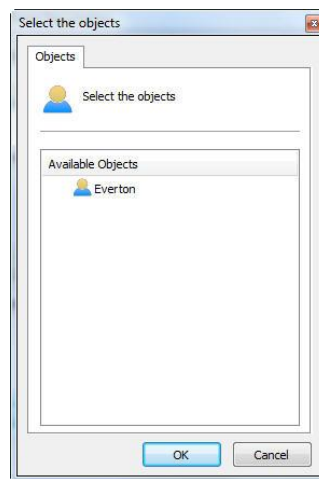 Select the objects
Objects
Select the objects
Available Objects
Everton
OK
Cancel